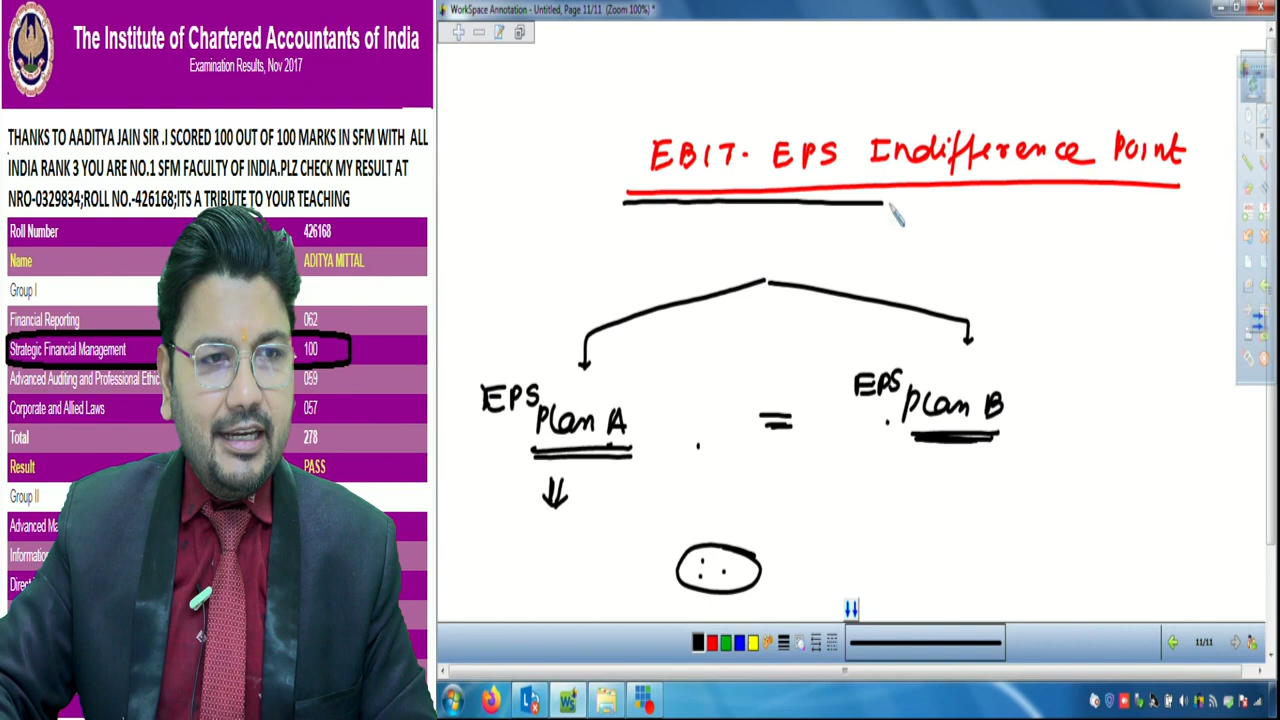 The Institute of Chartered Accountants of India
Examination Results, Nov 2017
THANKS TO AADITYA JAIN SIR .I SCORED 100 OUT OF 100 MARKS IN SFM WITH ALL
INDIA RANK 3 YOU ARE NO.1 SFM FACULTY OF INDIA.PLZ CHECK MY RESULT AT
NRO-0329834;ROLL NO.-426168;ITS A TRIBUTE TO YOUR TEACHING
Roll Number 426168
Name ADITYA MITTAL
Group I
Financial Reporting 062
Strategic Financial Management 100
Advanced Auditing and Professional Ethic 059
Corporate and Allied Laws 057
Total 278
Result PASS
Group II
Advanced Ma
Information
Direct
WorkSpace Annotation - Untitled, Page 11/11 (Zoom 100%) *
EBIT - EPS Indifference Point
EPS Plan A = EPS Plan B
11/11